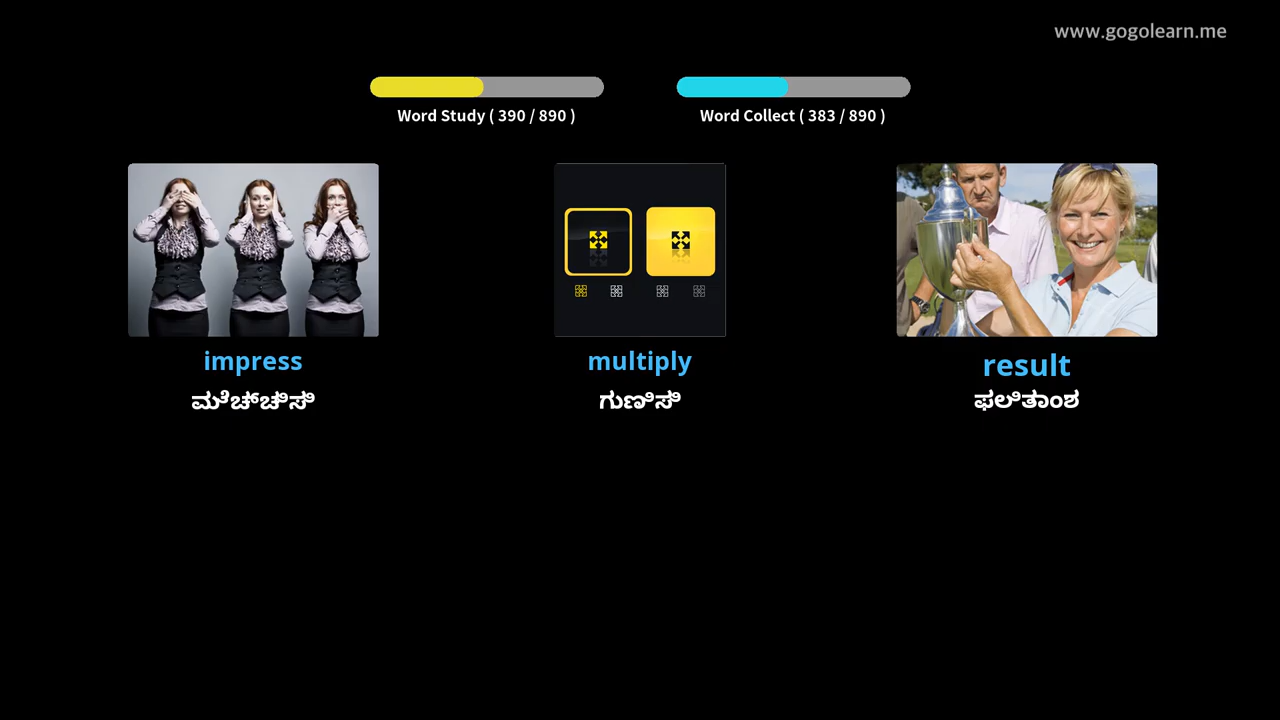 www.gogolearn.me
Word Study ( 390 / 890 )
Word Collect ( 383 / 890 )
impress
ಮೆಚ್ಚಿಸಿ
multiply
ಗುಣಿಸಿ
result
ಫಲಿತಾಂಶ